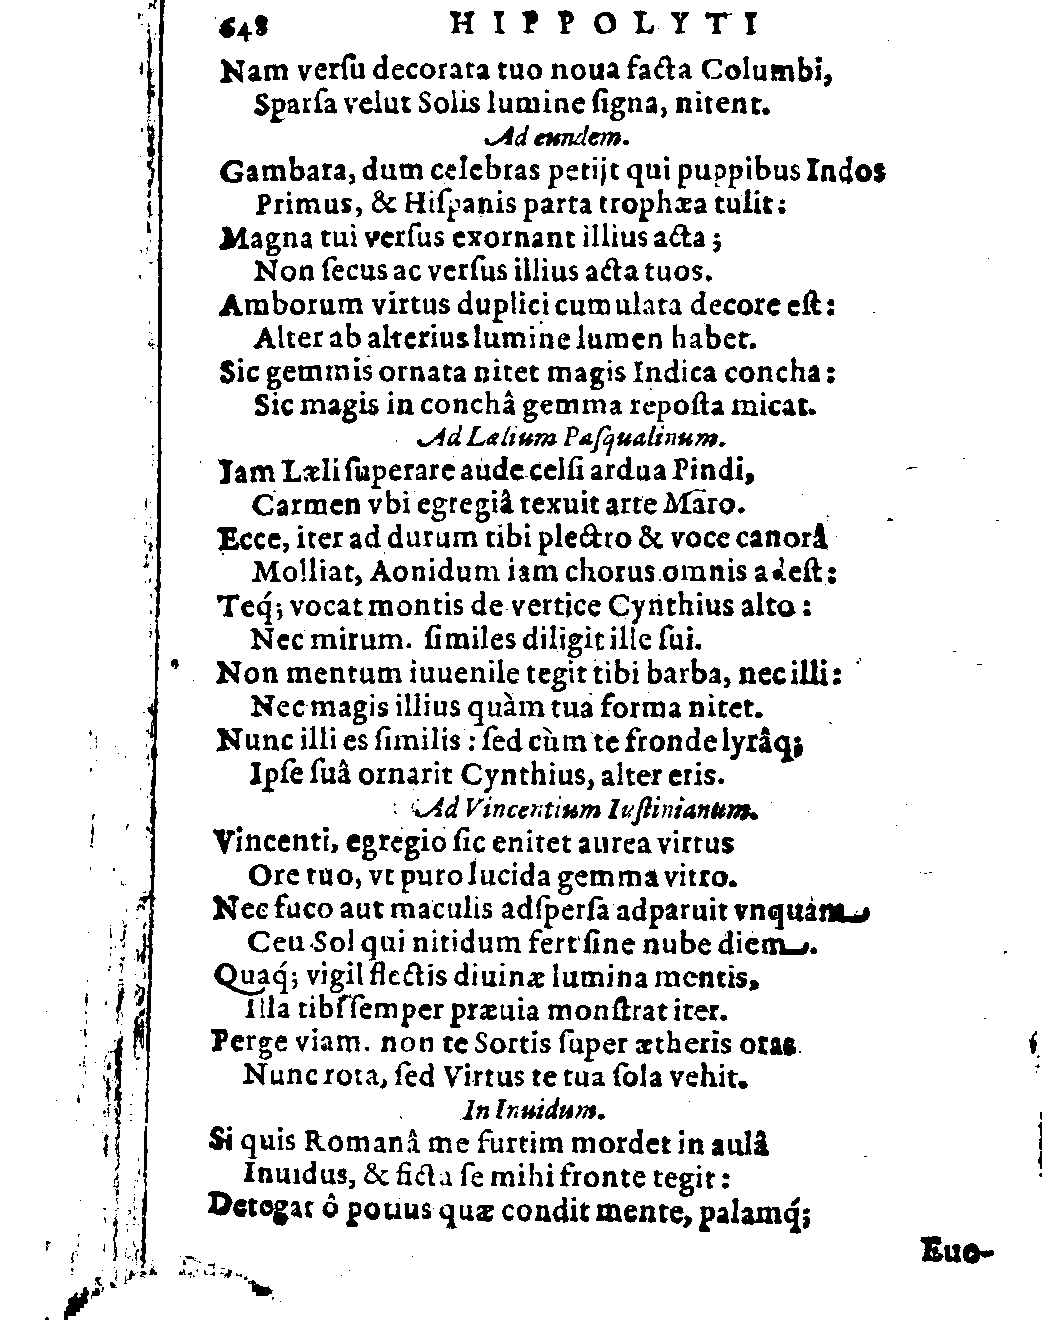 648 HIPPOLYTI
Nam verſu decorata tuo noua facta Columbi,
Sparſa velut Solis lumine ſigna, nitent.
Ad eundem.
Gambara, dum celebras petijt qui puppibus Indos
Primus, & Hiſpanis parta trophæa tulit:
Magna tui verſus exornant illius acta;
Non ſecus ac verſus illius acta tuos.
Amborum virtus duplici cumulata decore eſt:
Alter ab alterius lumine lumen habet.
Sic gemmis ornata nitet magis Indica concha:
Sic magis in conchâ gemma repoſta micat.
Ad Lælium Paſqualinum.
Iam Læli ſuperare aude celſi ardua Pindi,
Carmen vbi egregiâ texuit arte Maro.
Ecce, iter ad durum tibi plectro & voce canorâ
Molliat, Aonidum iam chorus omnis adeſt:
Teq́; vocat montis de vertice Cynthius alto:
Nec mirum. ſimiles diligit ille ſui.
Non mentum iuuenile tegit tibi barba, nec illi:
Nec magis illius quàm tua forma nitet.
Nunc illi es ſimilis: ſed cùm te fronde lyrâq;
Ipſe ſuâ ornarit Cynthius, alter eris.
Ad Vincentium Iuſtinianum.
Vincenti, egregio ſic enitet aurea virtus
Ore tuo, vt puro lucida gemma vitro.
Nec fuco aut maculis adſperſa adparuit vnquàm
Ceu Sol qui nitidum fert ſine nube diem.
Quaq́; vigil flectis diuinæ lumina mentis,
Illa tibi ſemper præuia monſtrat iter.
Perge viam. non te Sortis ſuper ætheris oras
Nunc rota, ſed Virtus te tua ſola vehit.
In Inuidum.
Si quis Romanâ me furtim mordet in aulâ
Inuidus, & ficta ſe mihi fronte tegit:
Detegat ô potius quæ condit mente, palamq́;
Euo-